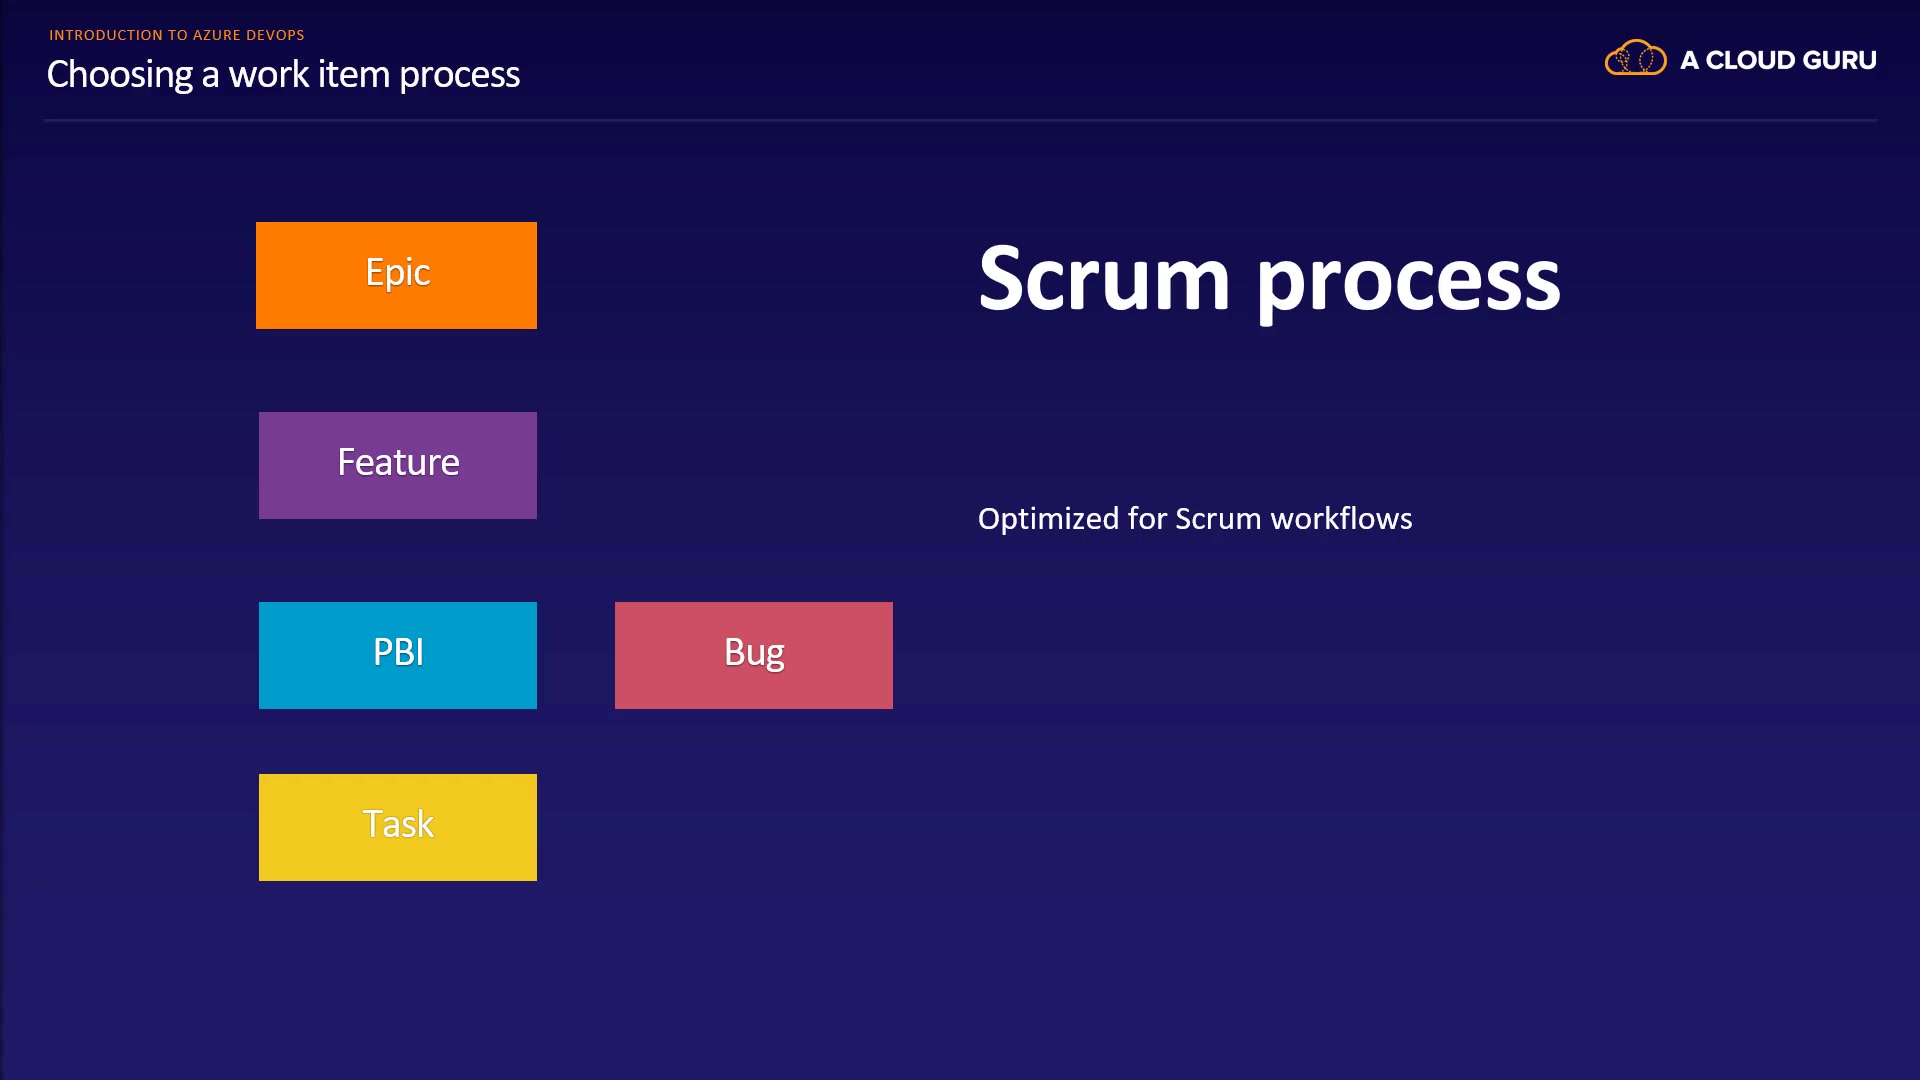 INTRODUCTION TO AZURE DEVOPS
Choosing a work item process
A CLOUD GURU
Epic
Scrum process
Feature
Optimized for Scrum workflows
PBI
Bug
Task